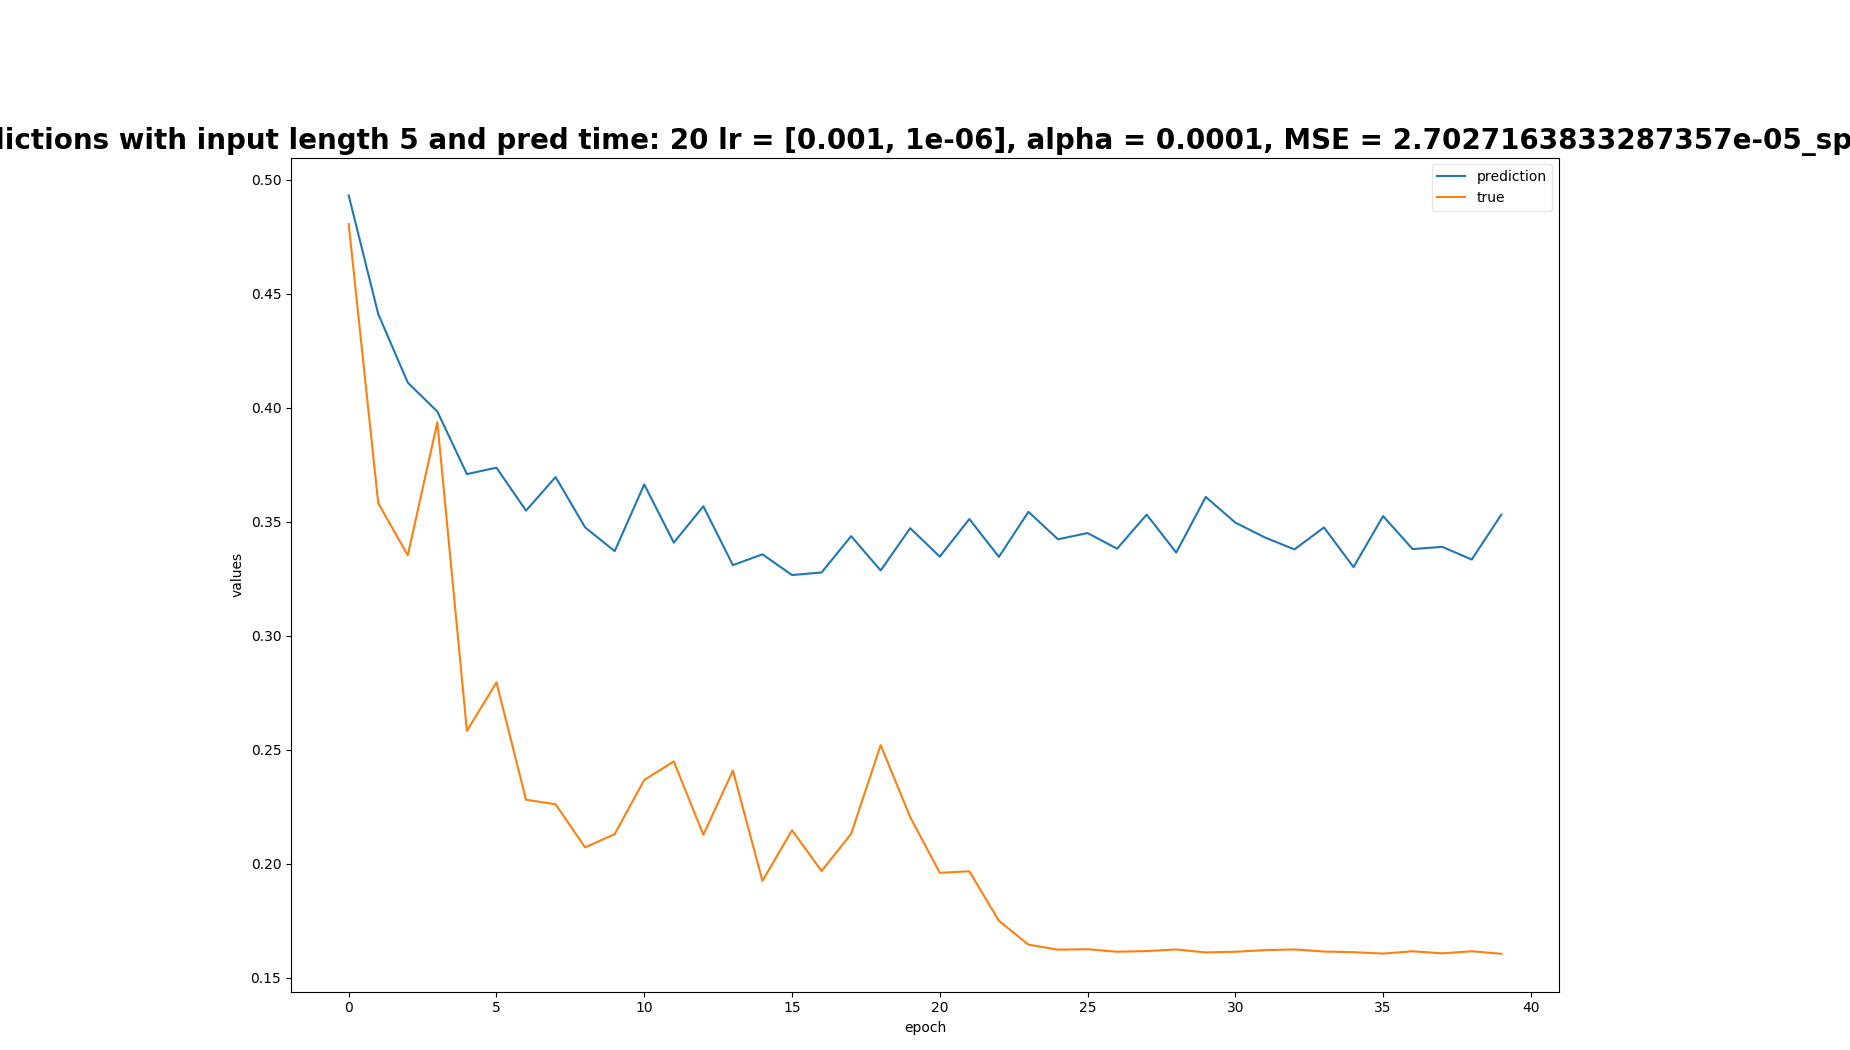 with input length 5 and pred time: 20 lr = [0.001, 1e-06], alpha = 0.0001, MSE = 2.7027163833287357e-05_sp
prediction
true
0.50
0.45
0.40
0.35
0.30
0.25
0.20
0.15
values
0 5 10 15 20 25 30 35 40
epoch